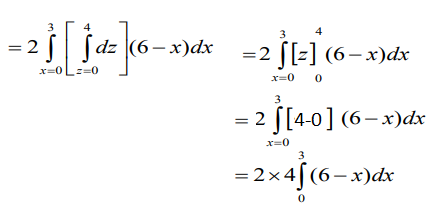 = 2 ∫_{x=0}^{3} [ ∫_{z=0}^{4} dz ] (6 − x)dx
=2 ∫_{x=0}^{3} [z]_{0}^{4} (6 − x)dx
= 2 ∫_{x=0}^{3} [4-0] (6 − x)dx
= 2 × 4 ∫_{0}^{3} (6 − x)dx